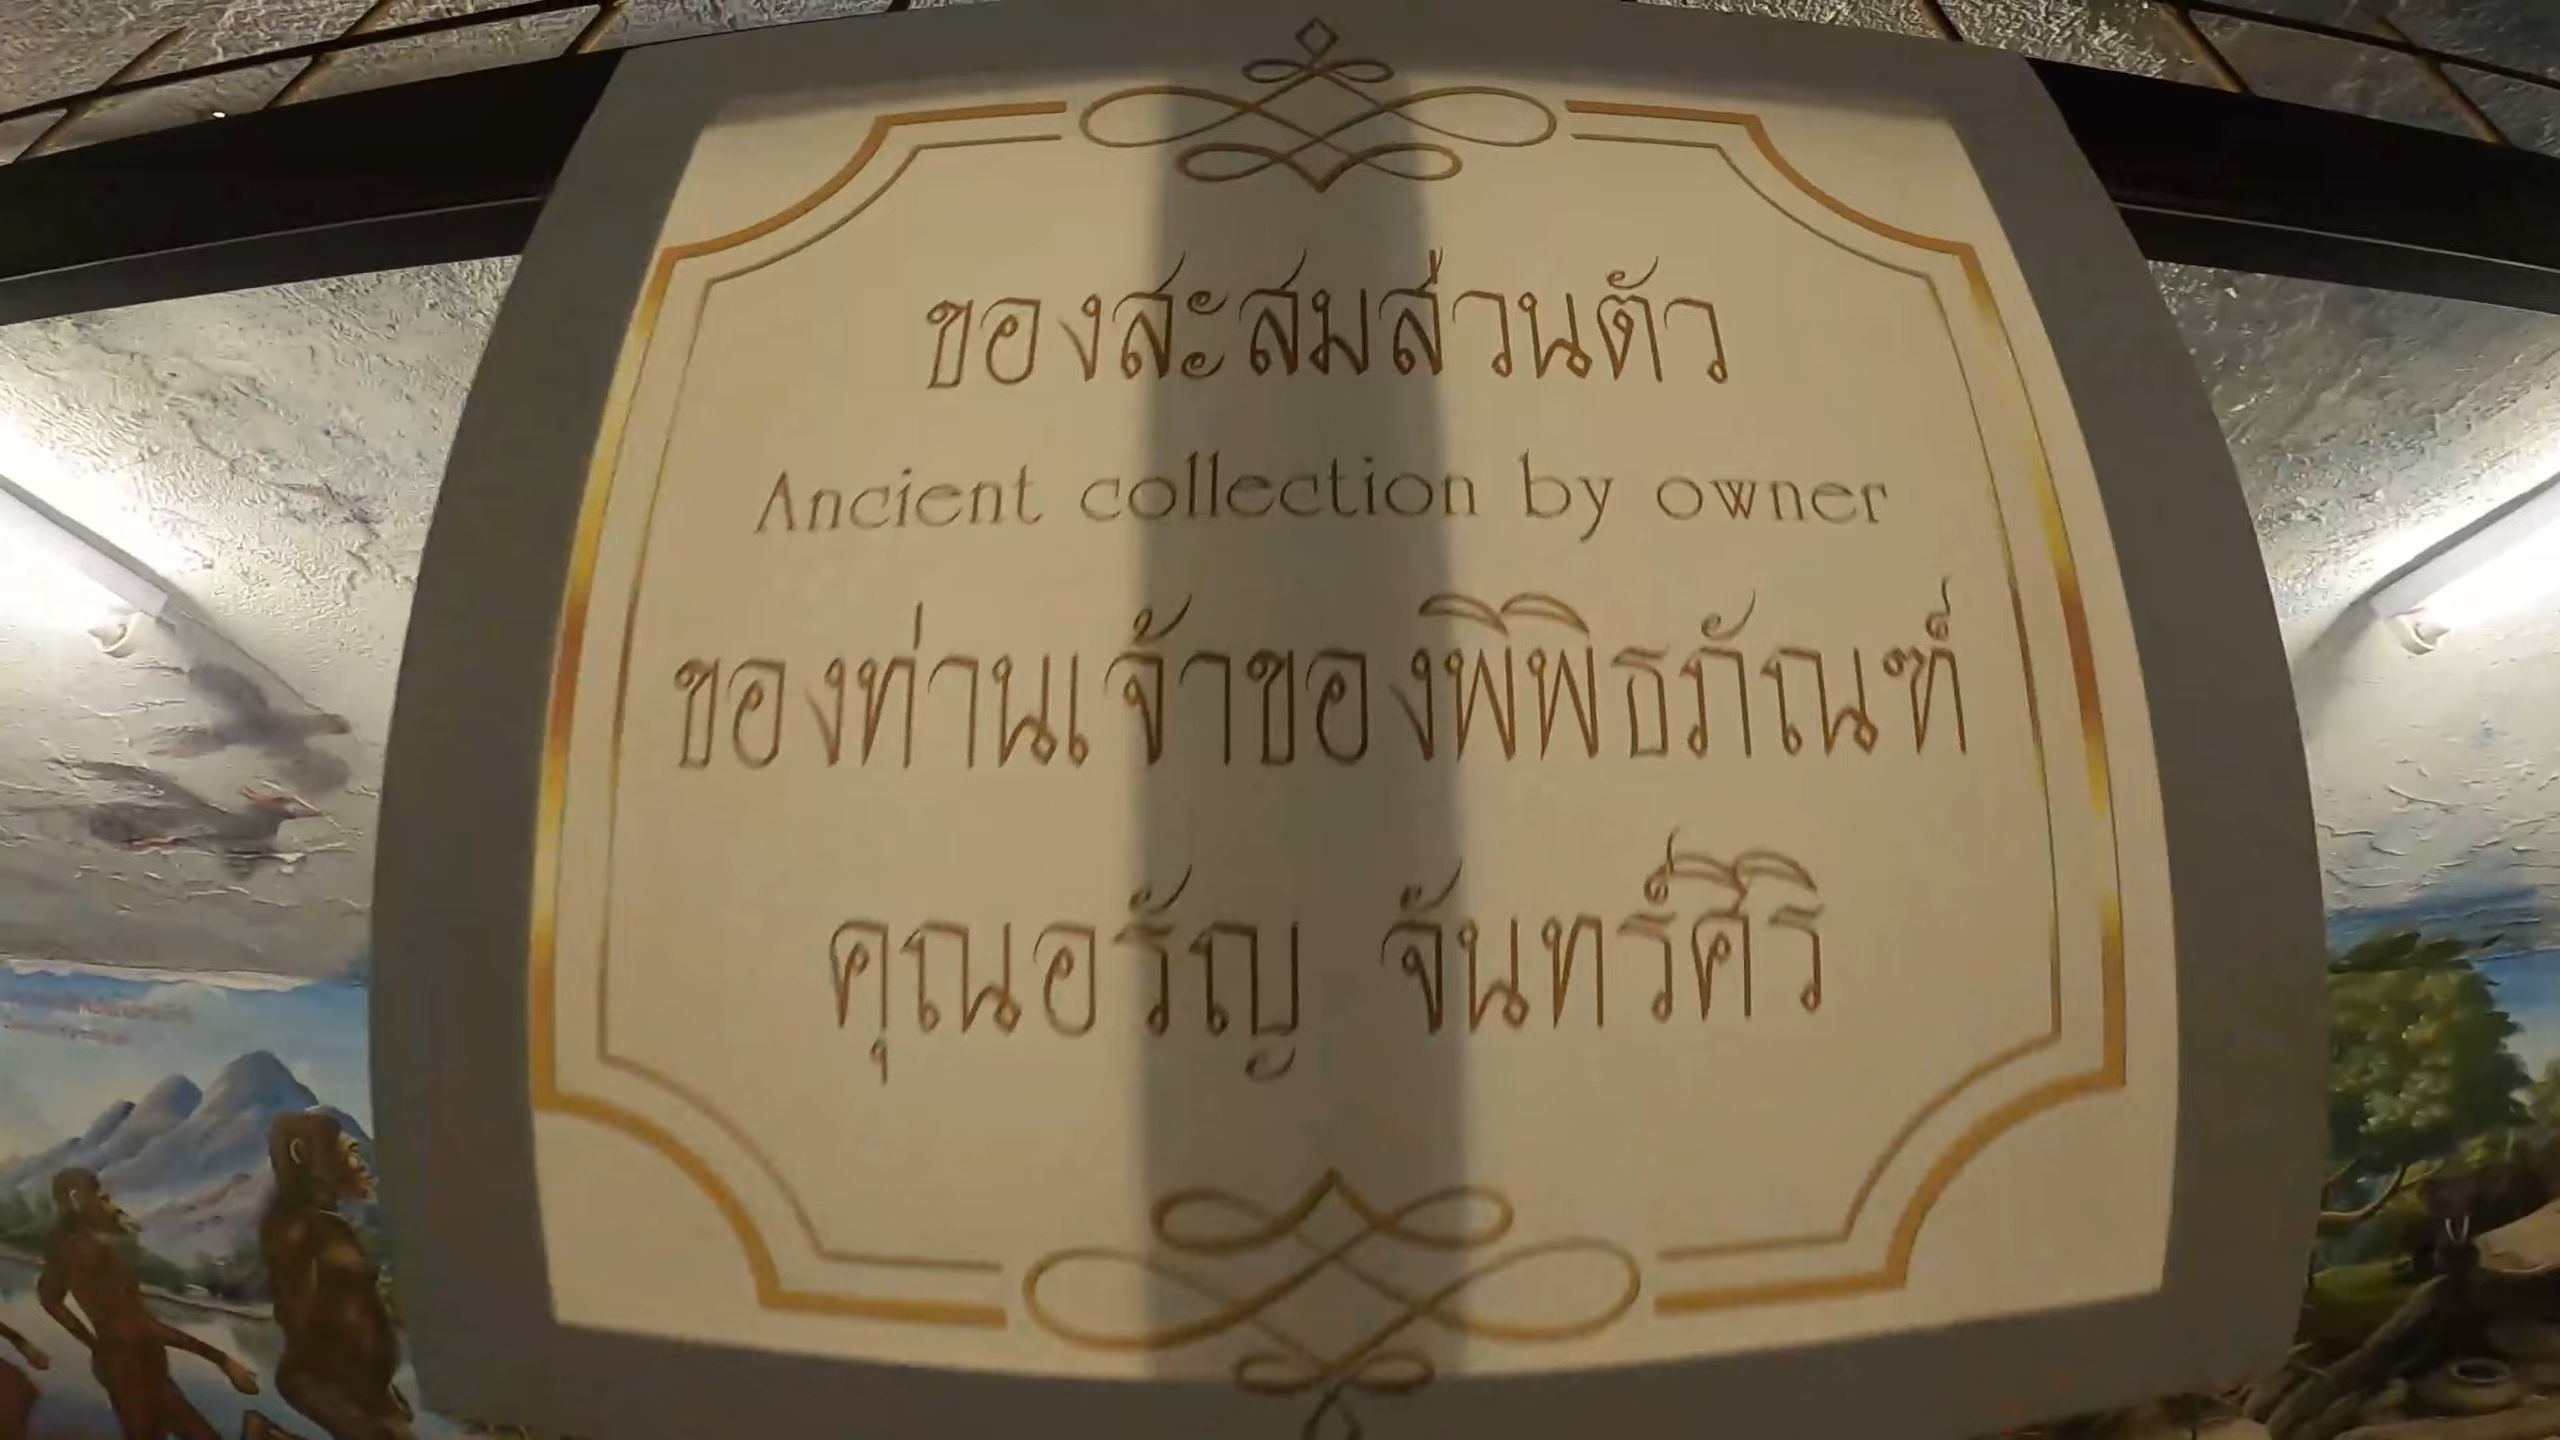 ของสะสมส่วนตัว
Ancient collection by owner
ของท่านเจ้าของพิพิธภัณฑ์
คุณอรัญ จันทร์ศิริ